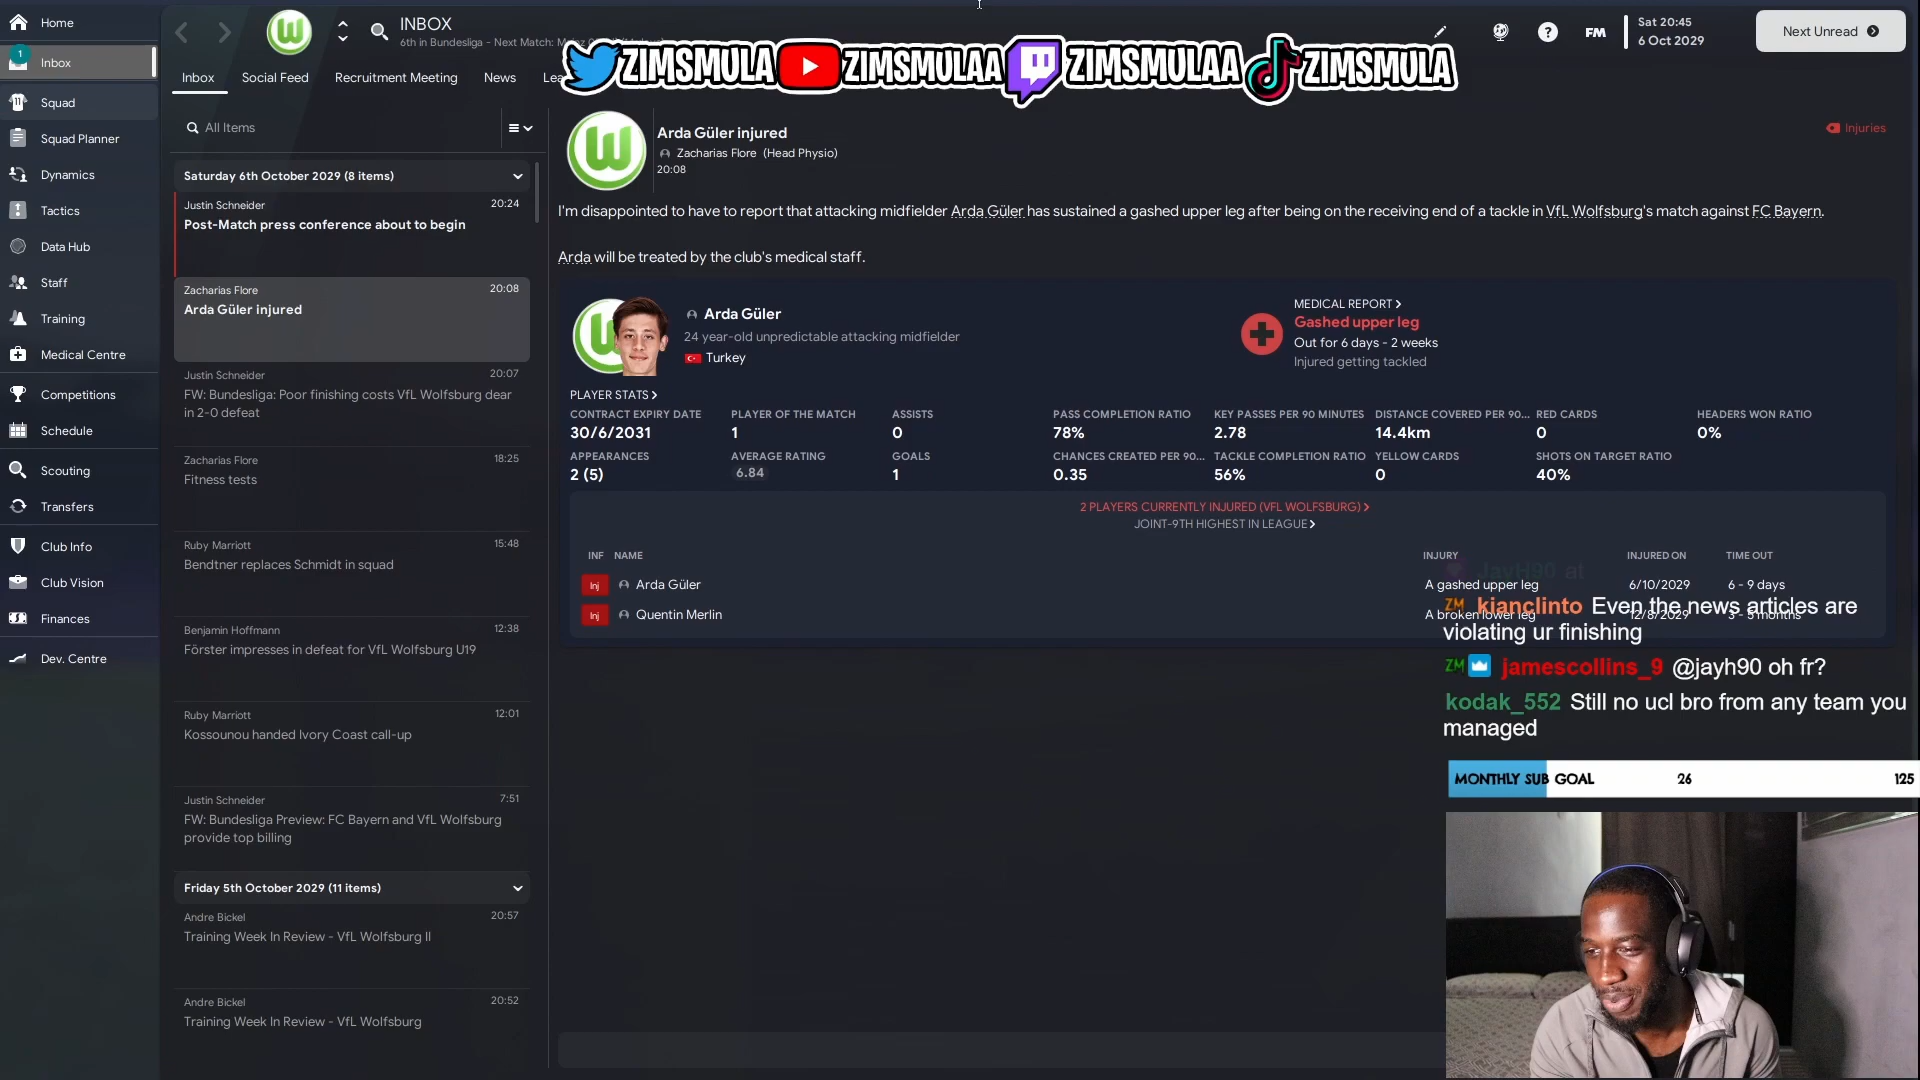 Home
INBOX
6th in Bundesliga - Next Match:
Sat 20:45
6 Oct 2029
FM
Next Unread
1
Inbox
Inbox
Social Feed
Recruitment Meeting
News
ZIMSMULA
ZIMSMULAA
ZIMSMULAA
ZIMSMULA
Squad
Squad Planner
Dynamics
Tactics
Data Hub
Staff
Training
Medical Centre
Competitions
Schedule
Scouting
Transfers
Club Info
Club Vision
Finances
Dev. Centre
All Items
Saturday 6th October 2029 (8 items)
Justin Schneider 20:24
Post-Match press conference about to begin
Zacharias Flore 20:08
Arda Güler injured
Justin Schneider 20:07
FW: Bundesliga: Poor finishing costs VfL Wolfsburg dear
in 2-0 defeat
Zacharias Flore 18:25
Fitness tests
Ruby Marriott 15:48
Bendtner replaces Schmidt in squad
Benjamin Hoffmann 12:38
Förster impresses in defeat for VfL Wolfsburg U19
Ruby Marriott 12:01
Kossounou handed Ivory Coast call-up
Justin Schneider 7:51
FW: Bundesliga Preview: FC Bayern and VfL Wolfsburg
provide top billing
Friday 5th October 2029 (11 items)
Andre Bickel 20:57
Training Week In Review - VfL Wolfsburg II
Andre Bickel 20:52
Training Week In Review - VfL Wolfsburg
Arda Güler injured
Zacharias Flore (Head Physio)
20:08
Injuries
I'm disappointed to have to report that attacking midfielder Arda Güler has sustained a gashed upper leg after being on the receiving end of a tackle in VfL Wolfsburg's match against FC Bayern.
Arda will be treated by the club's medical staff.
Arda Güler
24 year-old unpredictable attacking midfielder
Turkey
MEDICAL REPORT
Gashed upper leg
Out for 6 days - 2 weeks
Injured getting tackled
PLAYER STATS
CONTRACT EXPIRY DATE PLAYER OF THE MATCH ASSISTS PASS COMPLETION RATIO KEY PASSES PER 90 MINUTES DISTANCE COVERED PER 90... RED CARDS HEADERS WON RATIO
30/6/2031 1 0 78% 2.78 14.4km 0 0%
APPEARANCES AVERAGE RATING GOALS CHANCES CREATED PER 90... TACKLE COMPLETION RATIO YELLOW CARDS SHOTS ON TARGET RATIO
2 (5) 6.84 1 0.35 56% 0 40%
2 PLAYERS CURRENTLY INJURED (VFL WOLFSBURG)
JOINT-9TH HIGHEST IN LEAGUE
INF NAME INJURY INJURED ON TIME OUT
Inj Arda Güler A gashed upper leg 6/10/2029 6 - 9 days
Inj Quentin Merlin A broken lower leg 12/8/2029 3 - 5 months
JayH90 at
kianclinto Even the news articles are
violating ur finishing
jamescollins_9 @jayh90 oh fr?
kodak_552 Still no ucl bro from any team you
managed
MONTHLY SUB GOAL 26 125